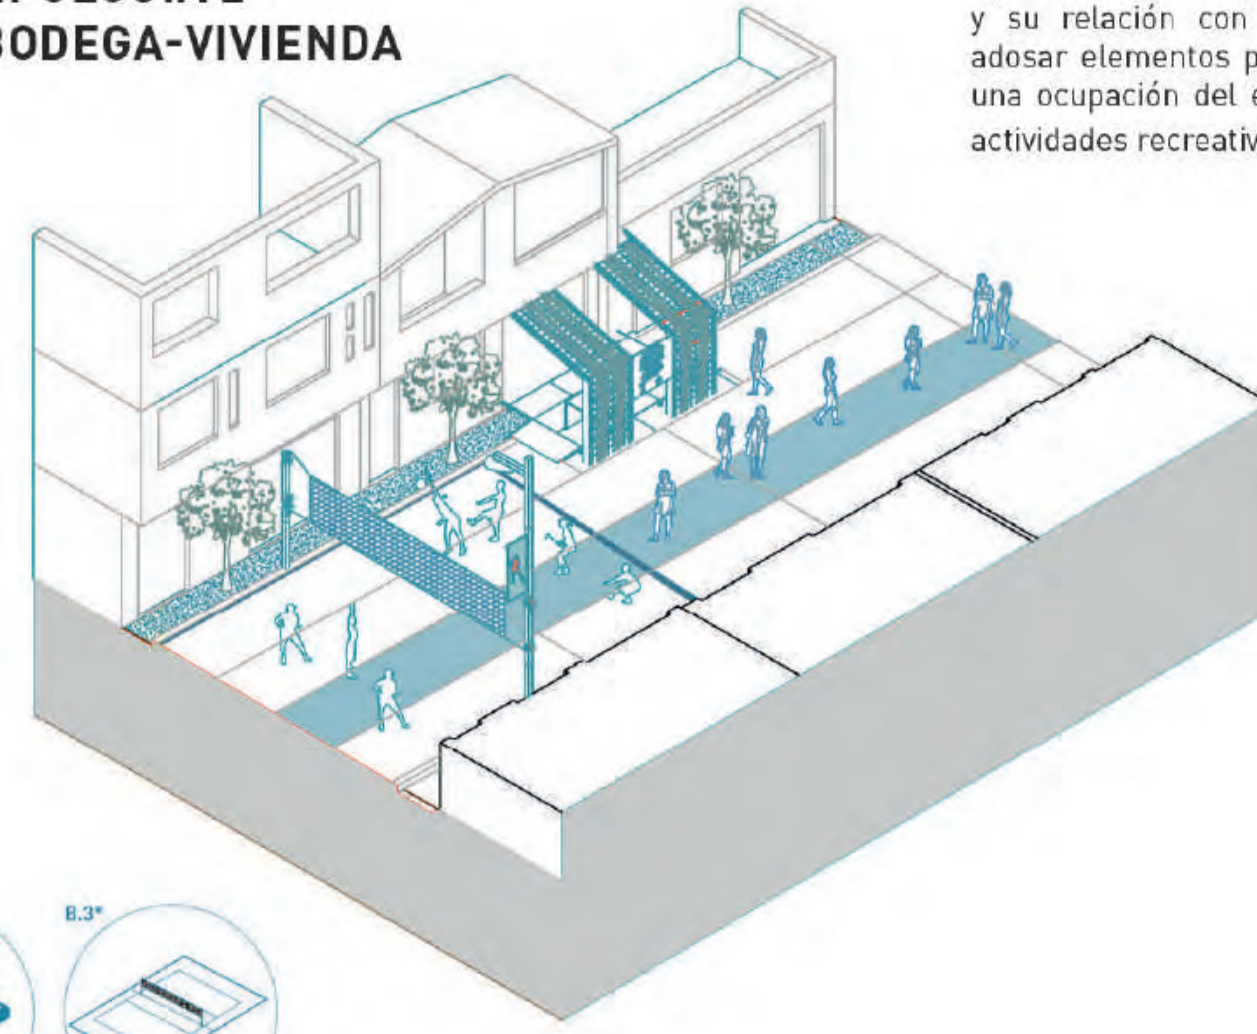 BODEGA-VIVIENDA
y su relación con
adosar elementos p
una ocupación del e
actividades recreativ
B.3*